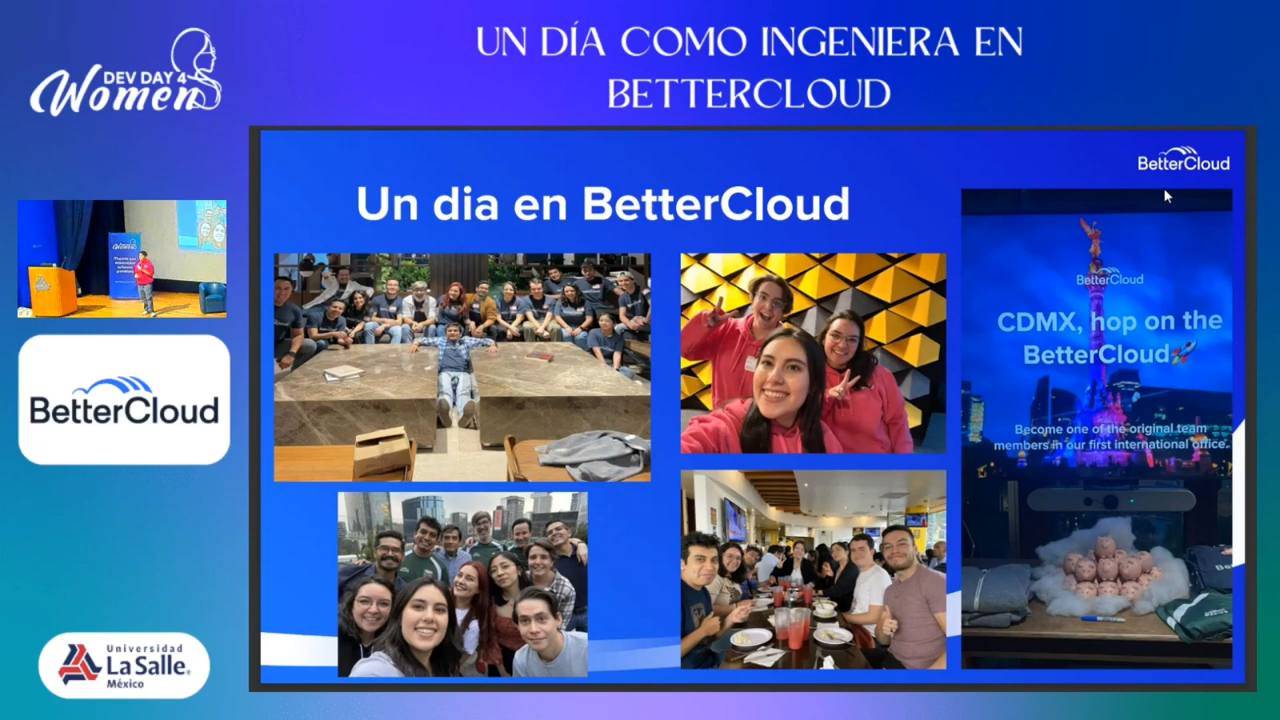 DEV DAY 4
Women
UN DÍA COMO INGENIERA EN
BETTERCLOUD
BetterCloud
Un dia en BetterCloud
BetterCloud
CDMX, hop on the
BetterCloud🚀
Become one of the original team
members in our first international office.
BetterCloud
Universidad
La Salle®
México